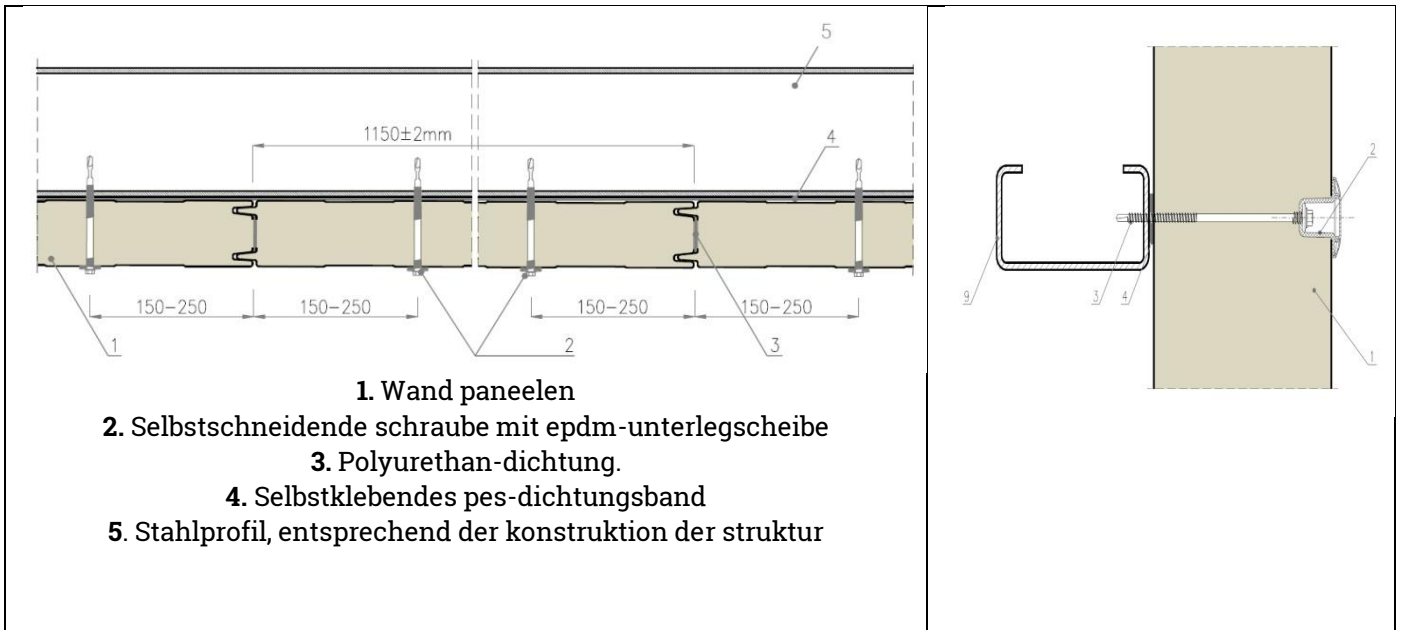 5
1150±2mm
4
150-250
150-250
150-250
150-250
1
2
3
1. Wand paneelen
2. Selbstschneidende schraube mit epdm-unterlegscheibe
3. Polyurethan-dichtung.
4. Selbstklebendes pes-dichtungsband
5. Stahlprofil, entsprechend der konstruktion der struktur
2
9
3
4
1